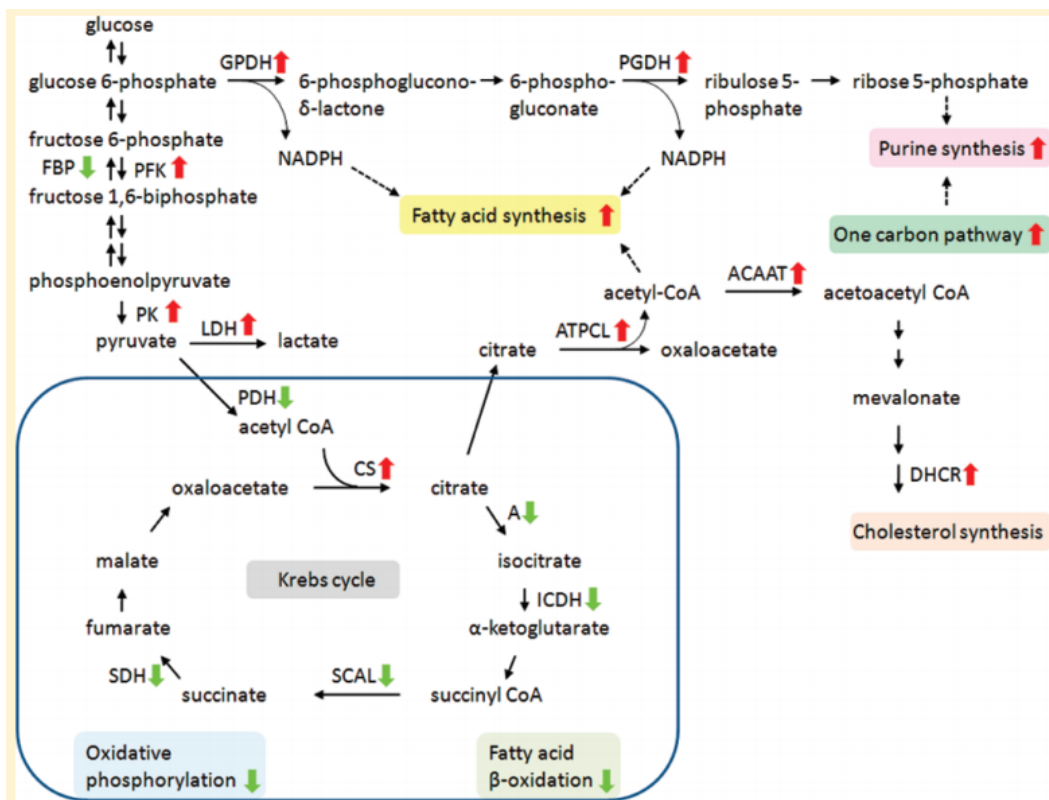 glucose
GPDH
PGDH
glucose 6-phosphate
6-phosphoglucono-
δ-lactone
6-phospho-
gluconate
ribulose 5-
phosphate
ribose 5-phosphate
fructose 6-phosphate
NADPH
NADPH
Purine synthesis
FBP
PFK
fructose 1,6-biphosphate
Fatty acid synthesis
One carbon pathway
phosphoenolpyruvate
acetyl-CoA
ACAAT
acetoacetyl CoA
PK
LDH
pyruvate
lactate
citrate
ATPCL
oxaloacetate
PDH
acetyl CoA
mevalonate
CS
oxaloacetate
citrate
DHCR
A
Cholesterol synthesis
malate
isocitrate
Krebs cycle
ICDH
fumarate
α-ketoglutarate
SDH
SCAL
succinate
succinyl CoA
Oxidative
phosphorylation
Fatty acid
β-oxidation